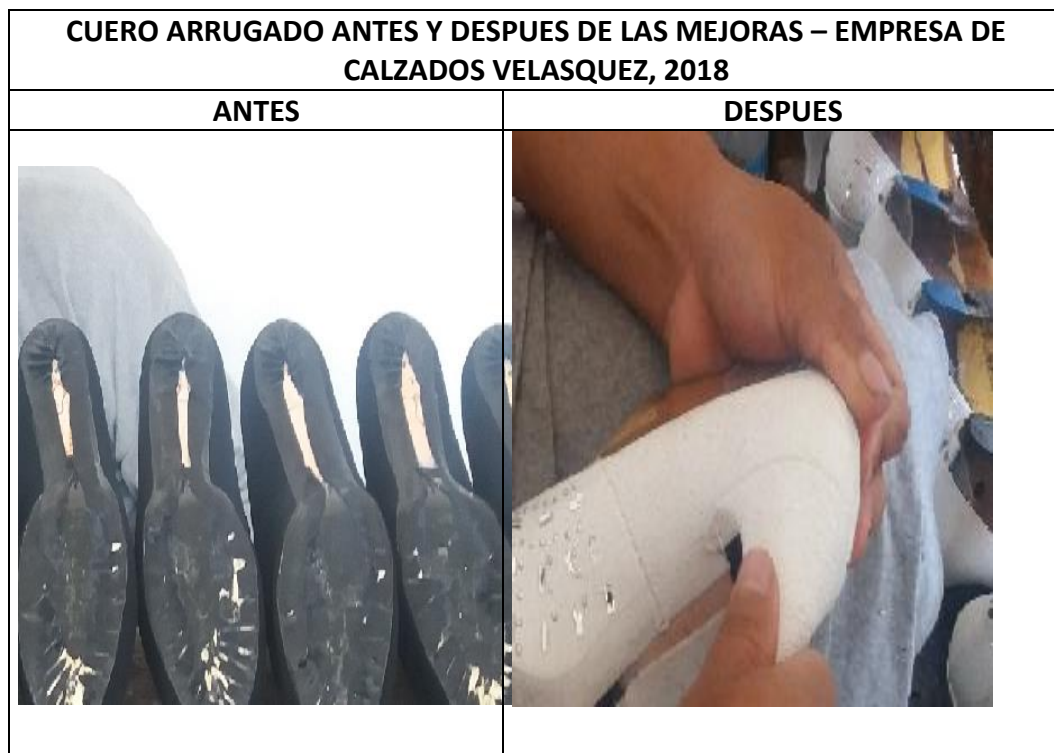 CUERO ARRUGADO ANTES Y DESPUES DE LAS MEJORAS – EMPRESA DE
CALZADOS VELASQUEZ, 2018
ANTES
DESPUES